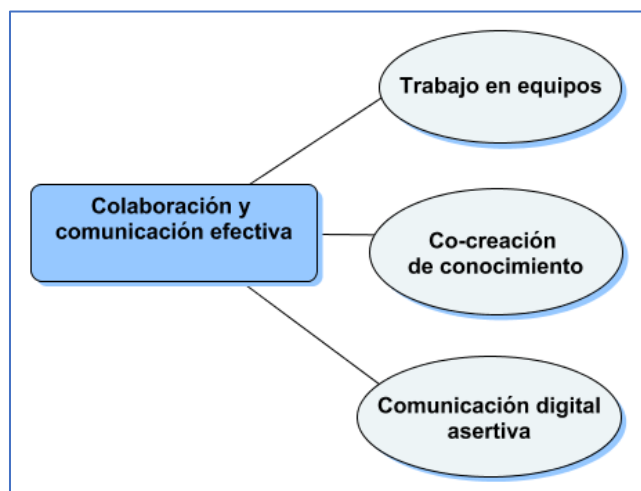 Trabajo en equipos
Colaboración y
comunicación efectiva
Co-creación
de conocimiento
Comunicación digital
asertiva